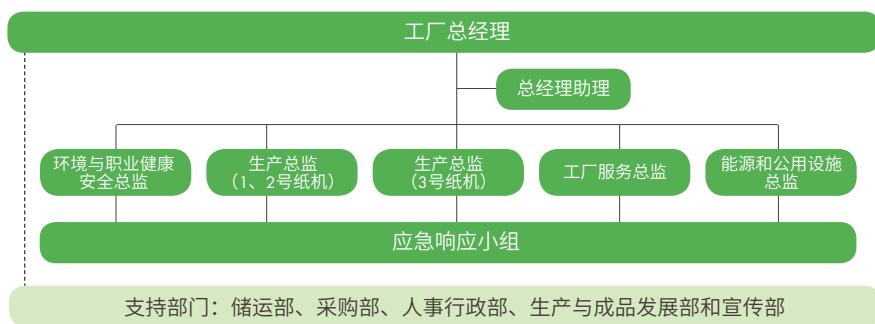 工厂总经理
总经理助理
环境与职业健康
安全总监
生产总监
（1、2号纸机）
生产总监
（3号纸机）
工厂服务总监
能源和公用设施
总监
应急响应小组
支持部门：储运部、采购部、人事行政部、生产与成品发展部和宣传部